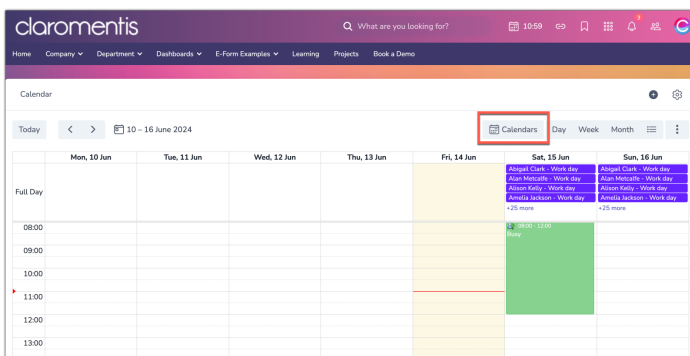 claromentis
What are you looking for?
10:59
3
Home Company Department Dashboards E-Form Examples Learning Projects Book a Demo
Calendar
Today 10 – 16 June 2024 Calendars Day Week Month
Mon, 10 Jun Tue, 11 Jun Wed, 12 Jun Thu, 13 Jun Fri, 14 Jun Sat, 15 Jun Sun, 16 Jun
Full Day
Abigail Clark - Work day Abigail Clark - Work day
Alan Metcalfe - Work day Alan Metcalfe - Work day
Alison Kelly - Work day Alison Kelly - Work day
Amelia Jackson - Work day Amelia Jackson - Work day
+25 more +25 more
08:00 08:00 - 12:00
Busy
09:00
10:00
11:00
12:00
13:00